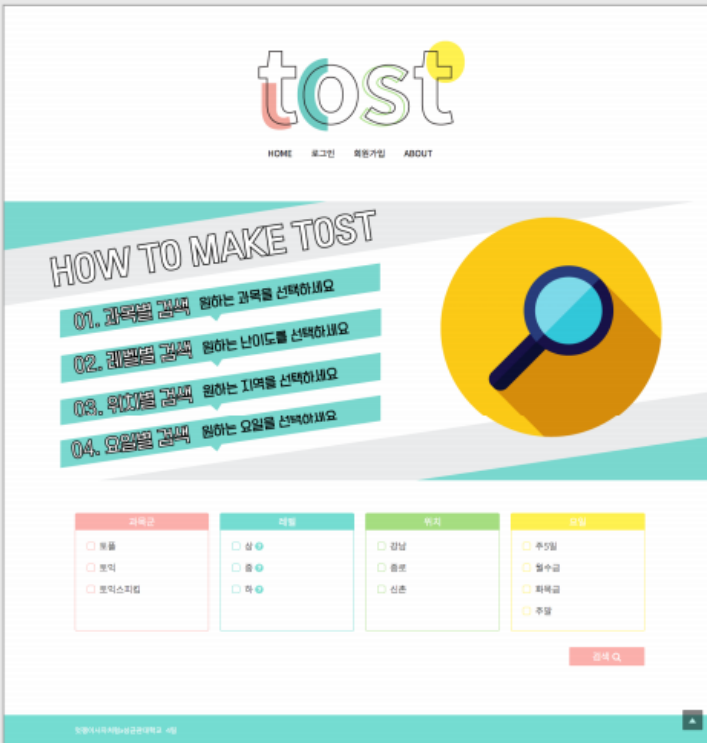 tost
HOME 로그인 회원가입 ABOUT
HOW TO MAKE TOST
01. 과목별 검색 원하는 과목을 선택하세요
02. 레벨별 검색 원하는 난이도를 선택하세요
03. 위치별 검색 원하는 지역을 선택하세요
04. 요일별 검색 원하는 요일을 선택하세요
과목군 레벨 위치 요일
토플 상 강남 주5일
토익 중 종로 월수금
토익스피킹 하 신촌 화목금
주말
검색